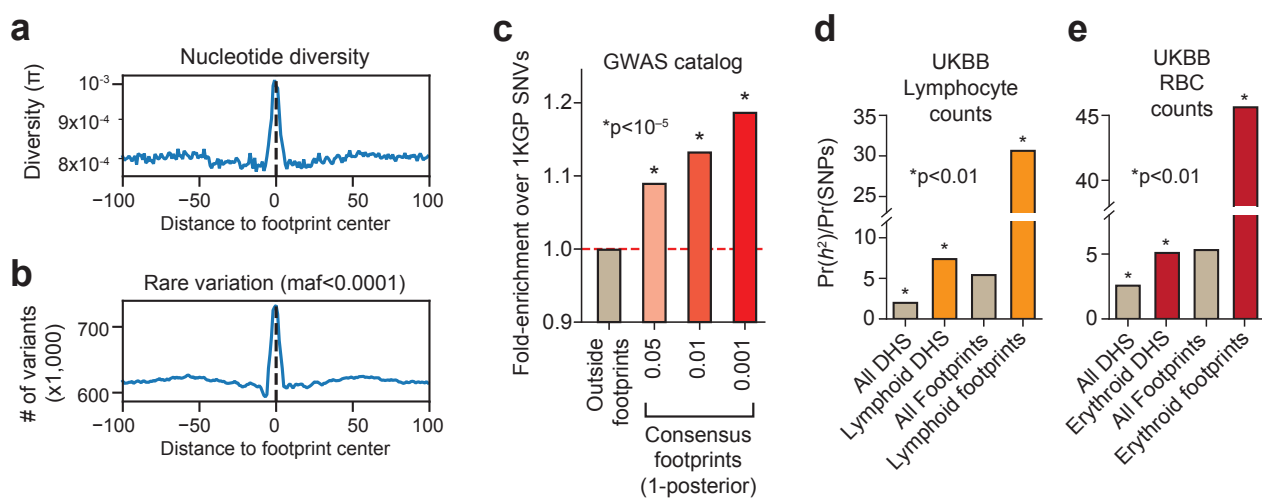 a
Nucleotide diversity
Diversity (π)
10⁻³
9x10⁻⁴
8x10⁻⁴
−100
−50
0
50
100
Distance to footprint center
b
Rare variation (maf<0.0001)
# of variants
(x1,000)
700
600
−100
−50
0
50
100
Distance to footprint center
c
GWAS catalog
Fold-enrichment over 1KGP SNVs
1.2
1.1
1.0
0.9
*p<10⁻⁵
*
*
*
Outside
footprints
0.05
0.01
0.001
Consensus
footprints
(1-posterior)
d
UKBB
Lymphocyte
counts
Pr(h²)/Pr(SNPs)
35
30
25
15
10
5
0
*p<0.01
*
*
*
All DHS
Lymphoid DHS
All Footprints
Lymphoid footprints
e
UKBB
RBC
counts
45
40
5
0
*p<0.01
*
*
*
All DHS
Erythroid DHS
All Footprints
Erythroid footprints